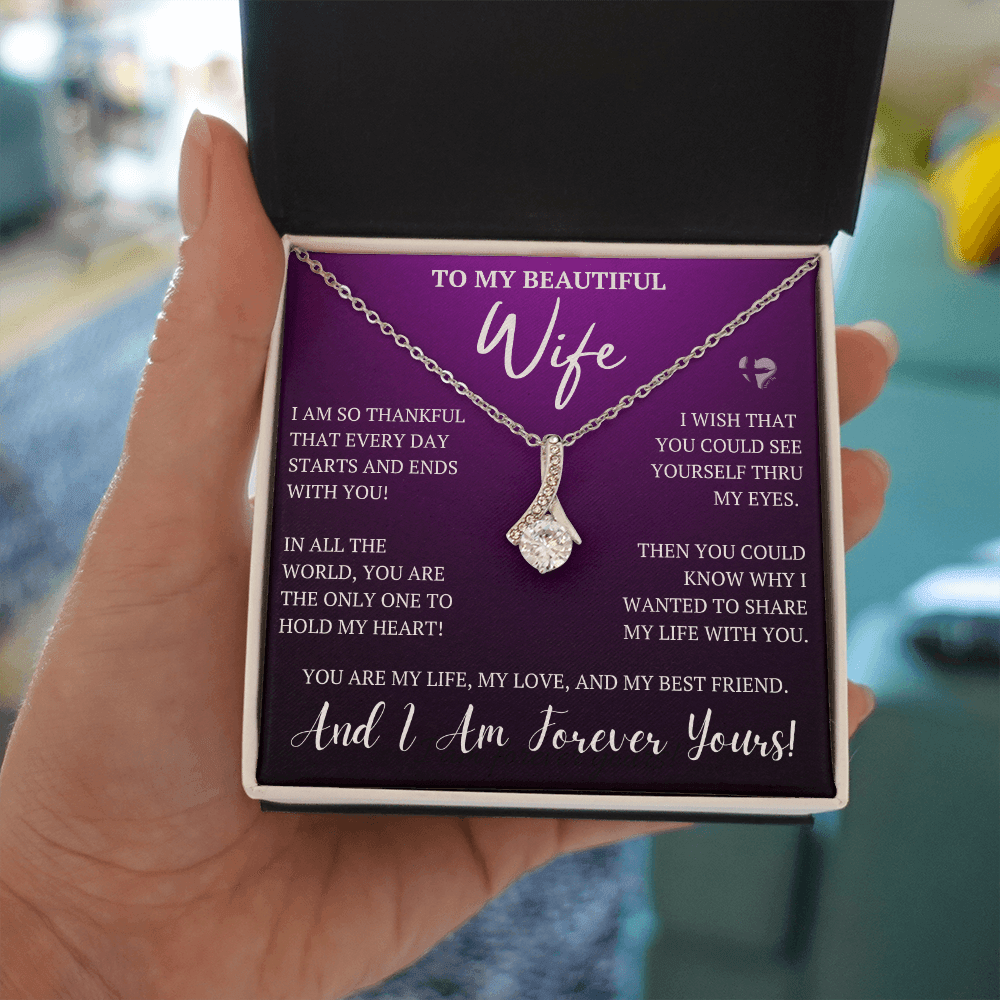 TO MY BEAUTIFUL
Wife
I AM SO THANKFUL
THAT EVERY DAY
STARTS AND ENDS
WITH YOU!
IN ALL THE
WORLD, YOU ARE
THE ONLY ONE TO
HOLD MY HEART!
I WISH THAT
YOU COULD SEE
YOURSELF THRU
MY EYES.
THEN YOU COULD
KNOW WHY I
WANTED TO SHARE
MY LIFE WITH YOU.
YOU ARE MY LIFE, MY LOVE, AND MY BEST FRIEND.
And I Am Forever Yours!